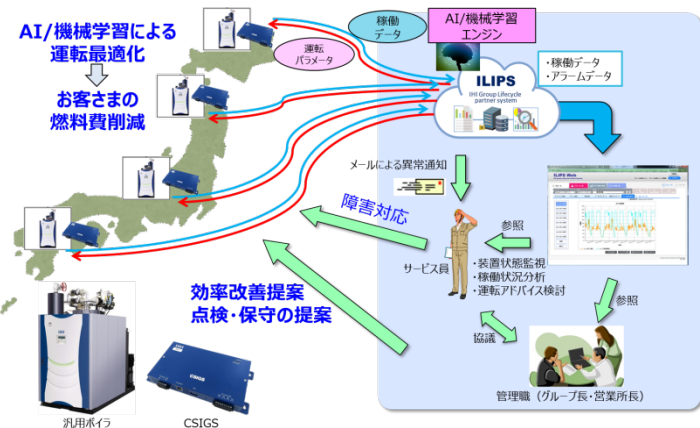 AI/機械学習による
運転最適化
お客さまの
燃料費削減
稼働
データ
運転
パラメータ
AI/機械学習
エンジン
ILIPS
IHI Group Lifecycle
partner system
・稼働データ
・アラームデータ
メールによる異常通知
ILIPS Web
障害対応
サービス員
参照
・装置状態監視
・稼働状況分析
・運転アドバイス検討
参照
効率改善提案
点検・保守の提案
協議
管理職（グループ長・営業所長）
CSIGS
汎用ボイラ
CSIGS